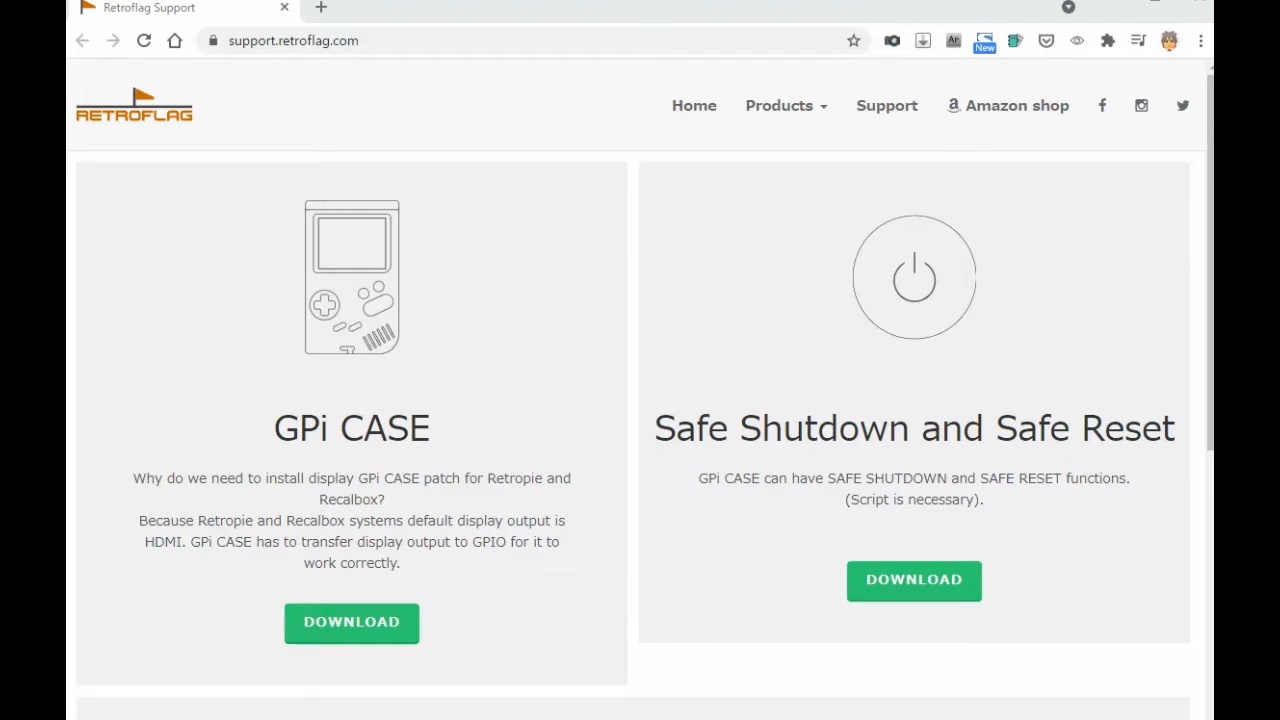 Retroflag Support
support.retroflag.com
AP
New
RETROFLAG
Home
Products
Support
Amazon shop
GPi CASE
Why do we need to install display GPi CASE patch for Retropie and
Recalbox?
Because Retropie and Recalbox systems default display output is
HDMI. GPi CASE has to transfer display output to GPIO for it to
work correctly.
DOWNLOAD
Safe Shutdown and Safe Reset
GPi CASE can have SAFE SHUTDOWN and SAFE RESET functions.
(Script is necessary).
DOWNLOAD